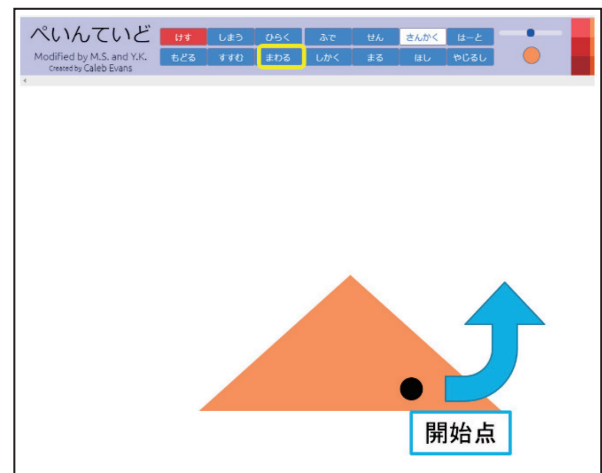 ぺいんていど
Modified by M.S. and Y.K.
Created by Caleb Evans
けす しまう ひらく ふで せん さんかく はーと
もどる すすむ まわる しかく まる ほし やじるし
開始点